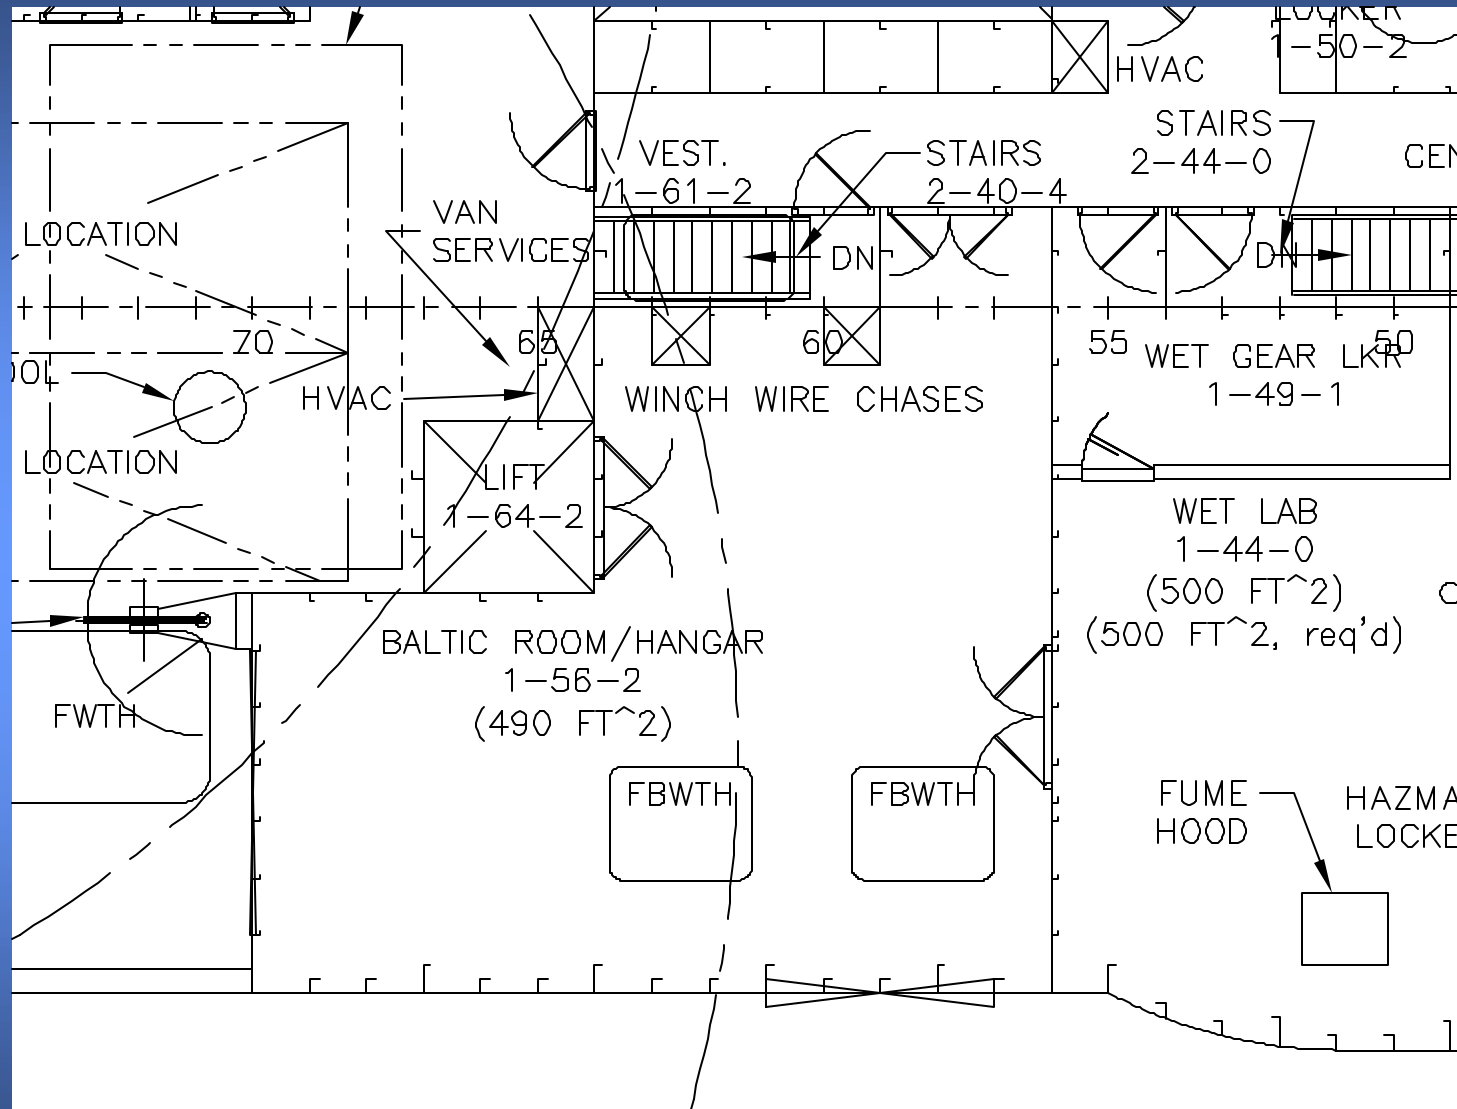 LOCKER
1-50-2
HVAC
STAIRS
2-44-0
VEST.
1-61-2
STAIRS
2-40-4
VAN
SERVICES
LOCATION
DN
DN
70
65
60
55
50
WET GEAR LKR
1-49-1
HVAC
WINCH WIRE CHASES
LOCATION
LIFT
1-64-2
WET LAB
1-44-0
(500 FT^2)
(500 FT^2, req'd)
BALTIC ROOM/HANGAR
1-56-2
(490 FT^2)
FWTH
FBWTH
FBWTH
FUME
HOOD